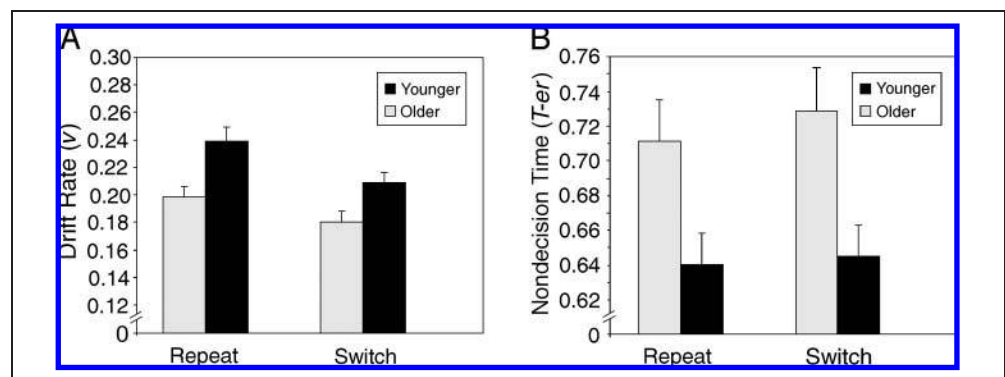 A
0.30
0.28
0.26
0.24
0.22
0.20
0.18
0.16
0.14
0.12
0
Drift Rate (v)
Younger
Older
Repeat
Switch
B
0.76
0.74
0.72
0.70
0.68
0.66
0.64
0.62
0
Nondecision Time (T-er)
Younger
Older
Repeat
Switch